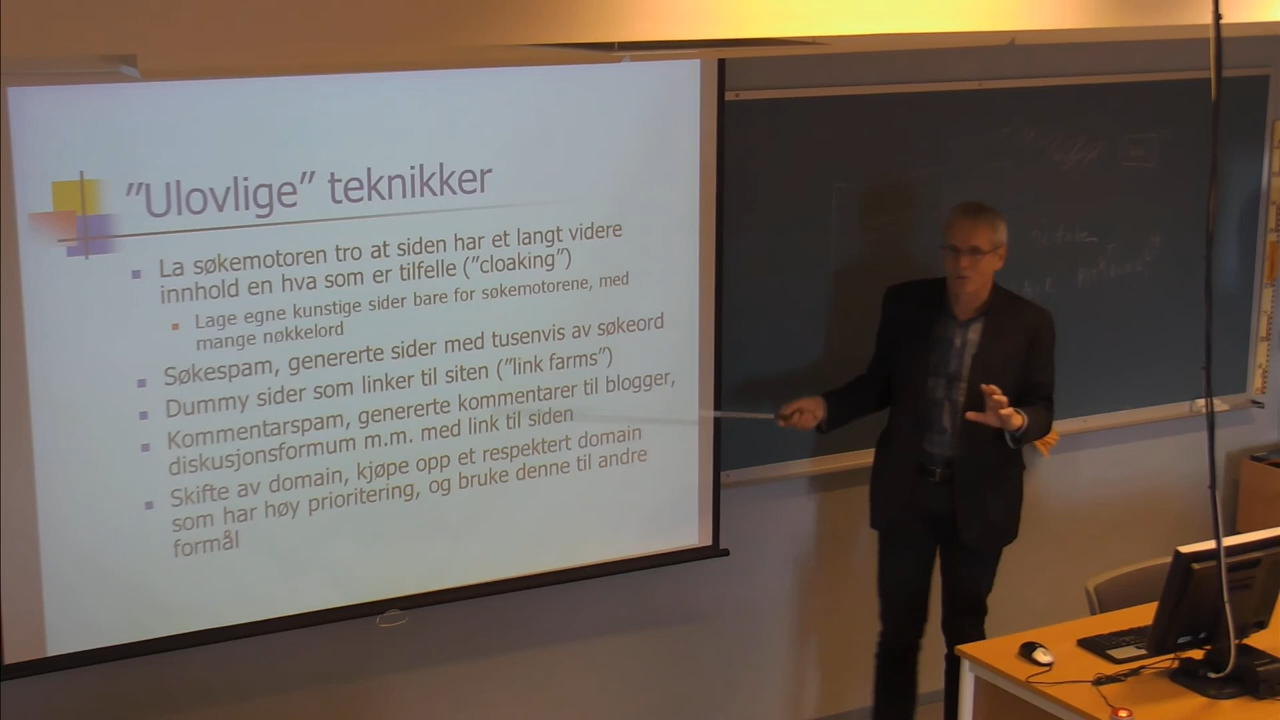 "Ulovlige" teknikker
La søkemotoren tro at siden har et langt videre
innhold en hva som er tilfelle ("cloaking")
Lage egne kunstige sider bare for søkemotorene, med
mange nøkkelord
Søkespam, genererte sider med tusenvis av søkeord
Dummy sider som linker til siten ("link farms")
Kommentarspam, genererte kommentarer til blogger,
diskusjonsformum m.m. med link til siden
Skifte av domain, kjøpe opp et respektert domain
som har høy prioritering, og bruke denne til andre
formål